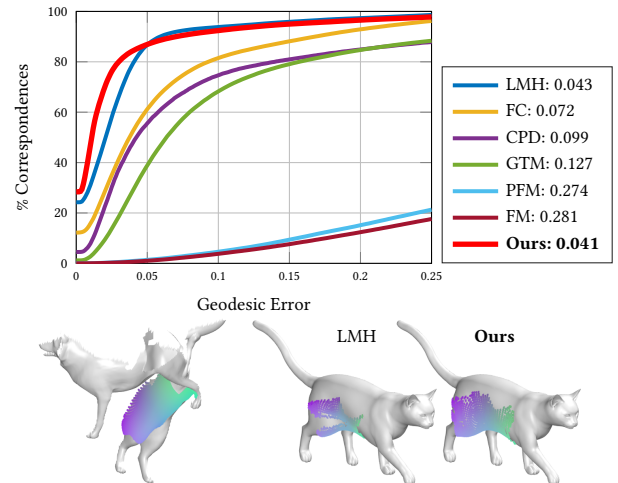 100
80
60
40
20
0
% Correspondences
0
0.05
0.1
0.15
0.2
0.25
Geodesic Error
LMH: 0.043
FC: 0.072
CPD: 0.099
GTM: 0.127
PFM: 0.274
FM: 0.281
Ours: 0.041
LMH
Ours